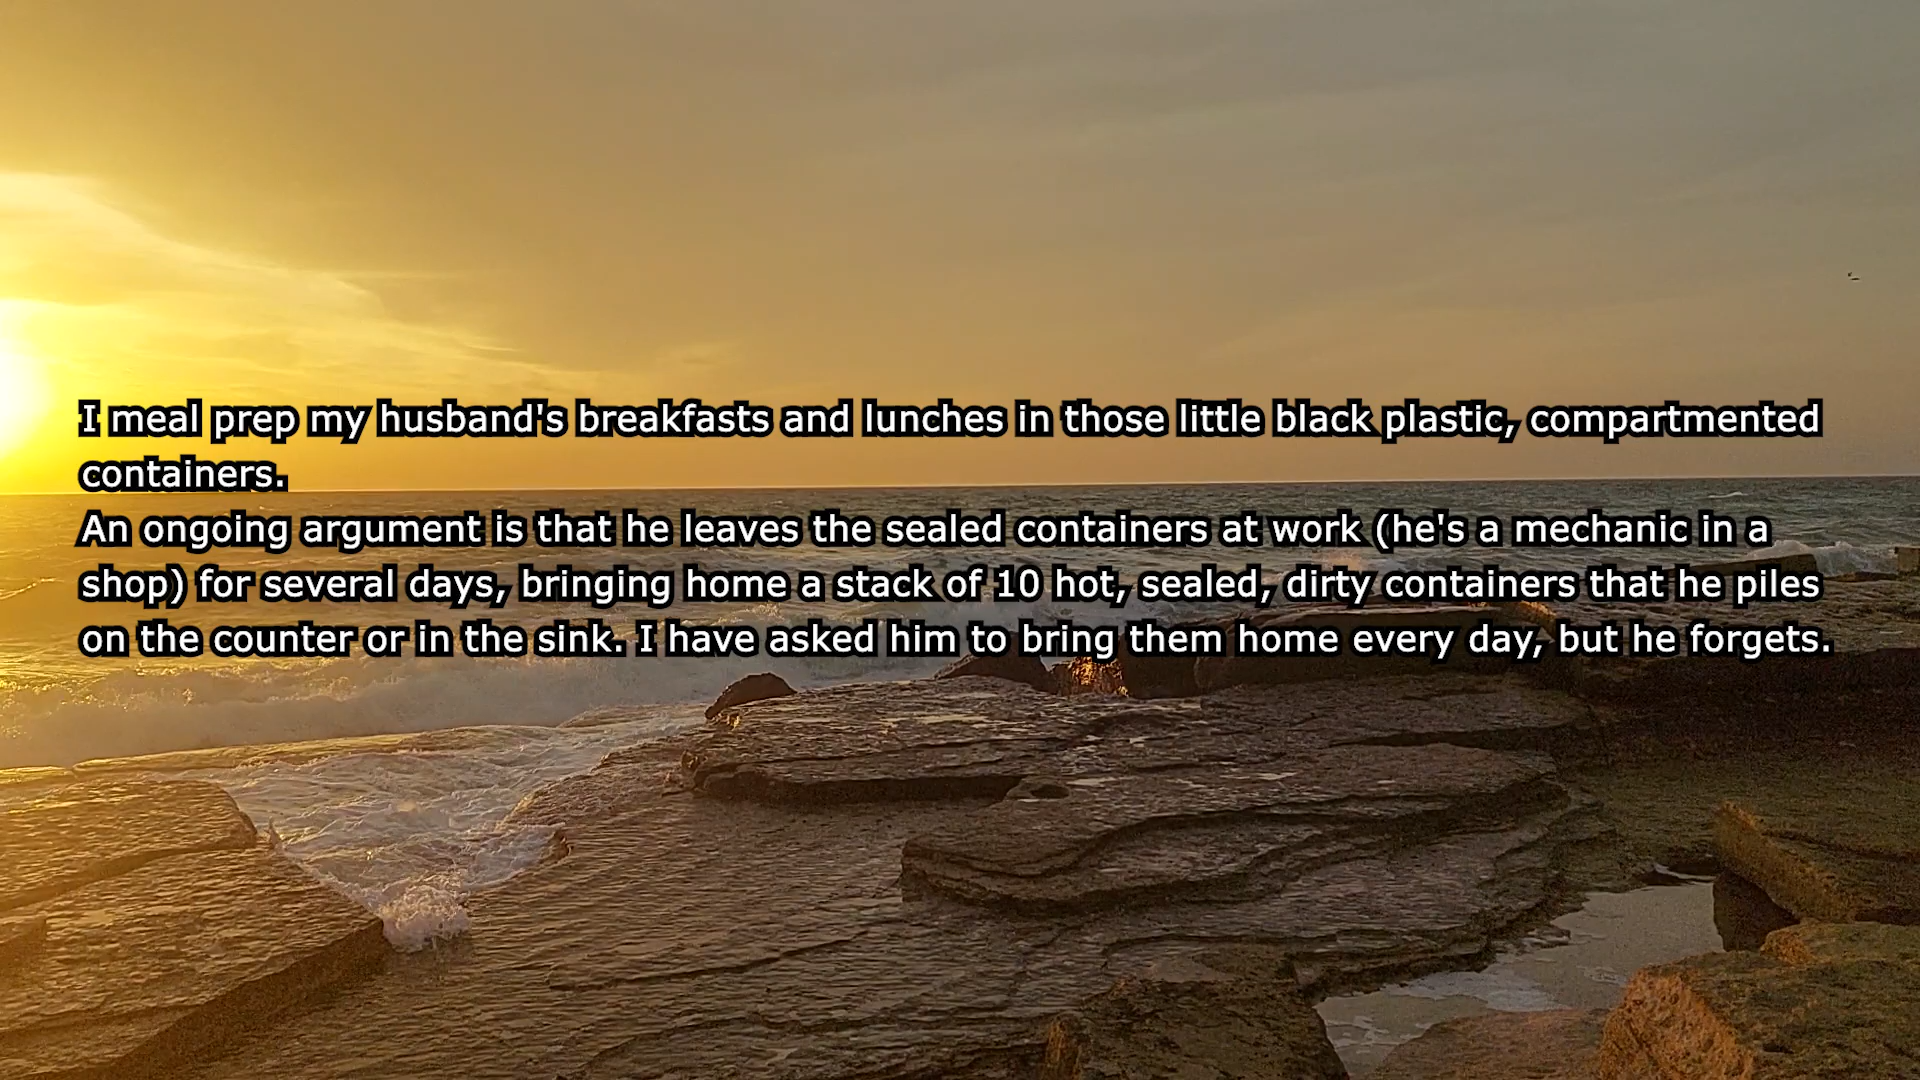 I meal prep my husband's breakfasts and lunches in those little black plastic, compartmented
containers.
An ongoing argument is that he leaves the sealed containers at work (he's a mechanic in a
shop) for several days, bringing home a stack of 10 hot, sealed, dirty containers that he piles
on the counter or in the sink. I have asked him to bring them home every day, but he forgets.